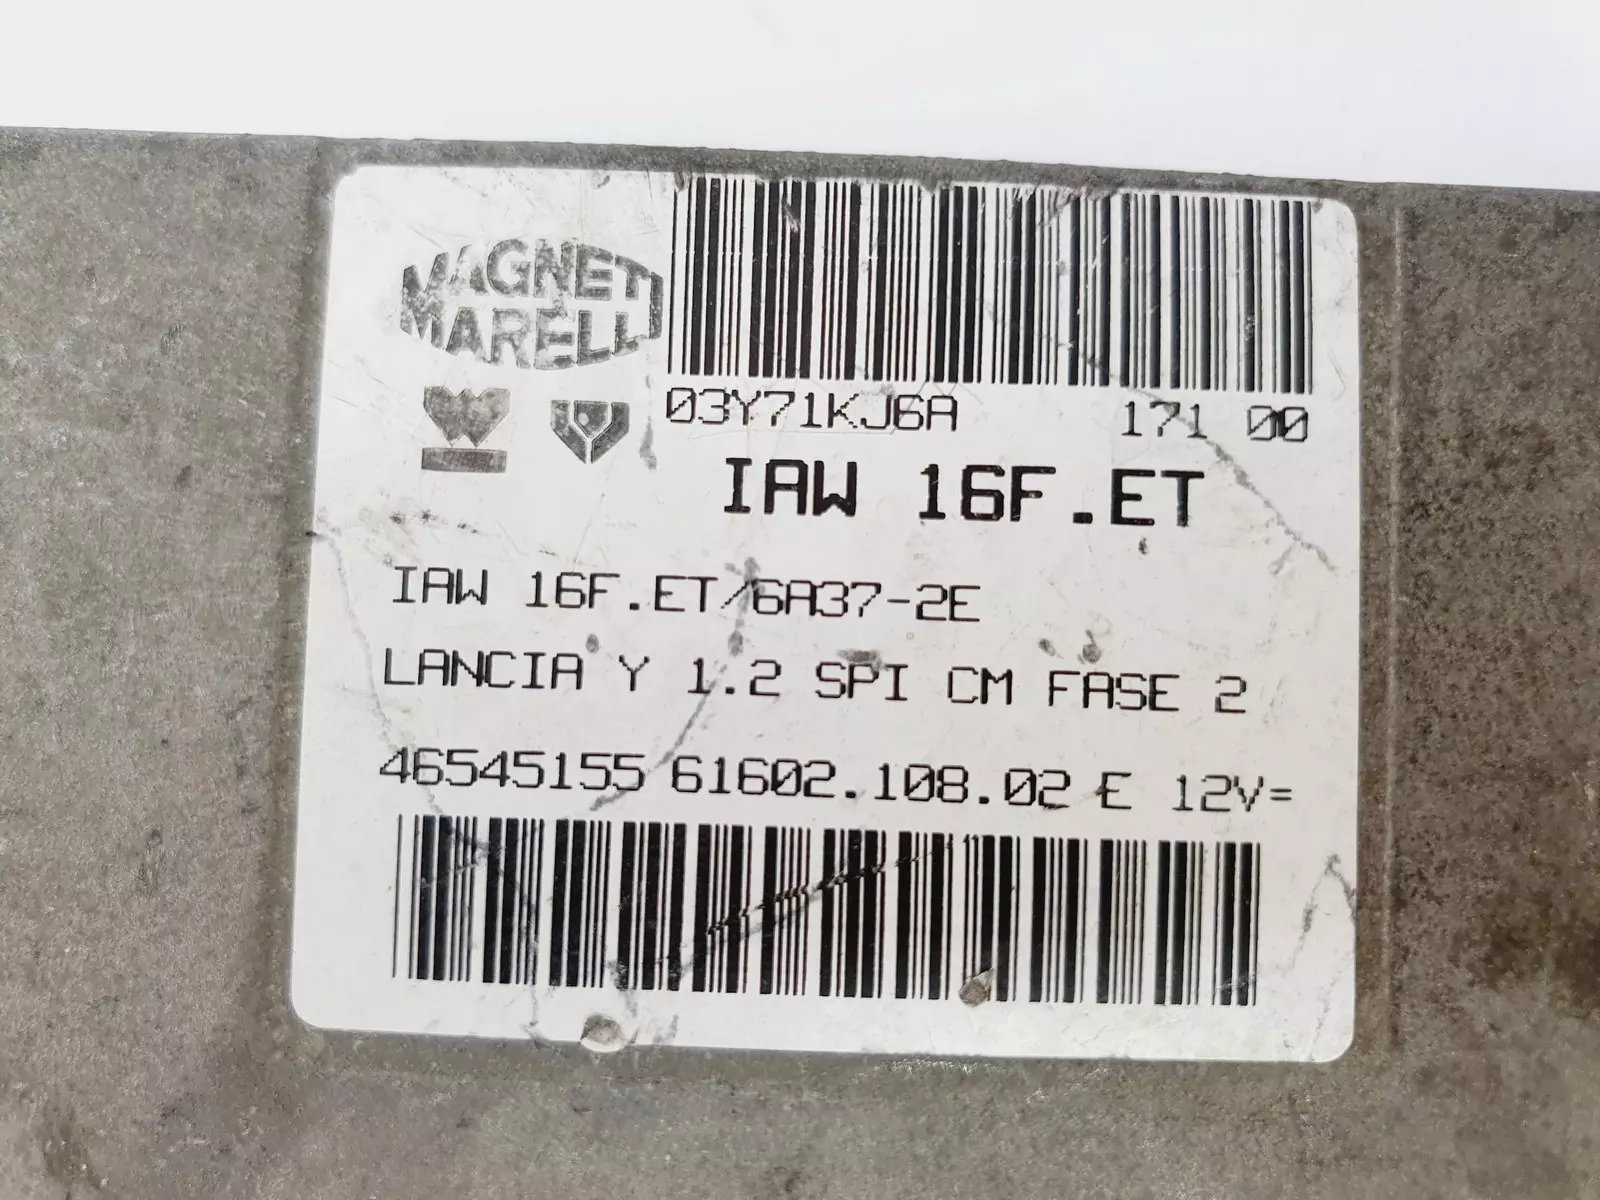 MAGNETI
MARELLI
03Y71KJ6A 171 00
IAW 16F.ET
IAW 16F.ET/6A37-2E
LANCIA Y 1.2 SPI CM FASE 2
46545155 61602.108.02 E 12V=